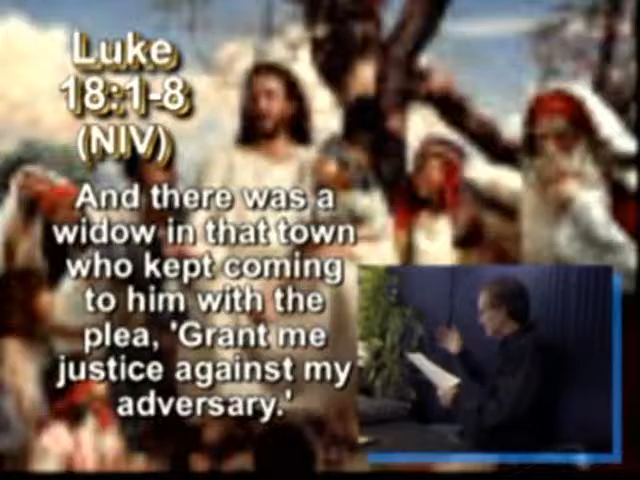 Luke
18:1-8
(NIV)
And there was a
widow in that town
who kept coming
to him with the
plea, 'Grant me
justice against my
adversary.'